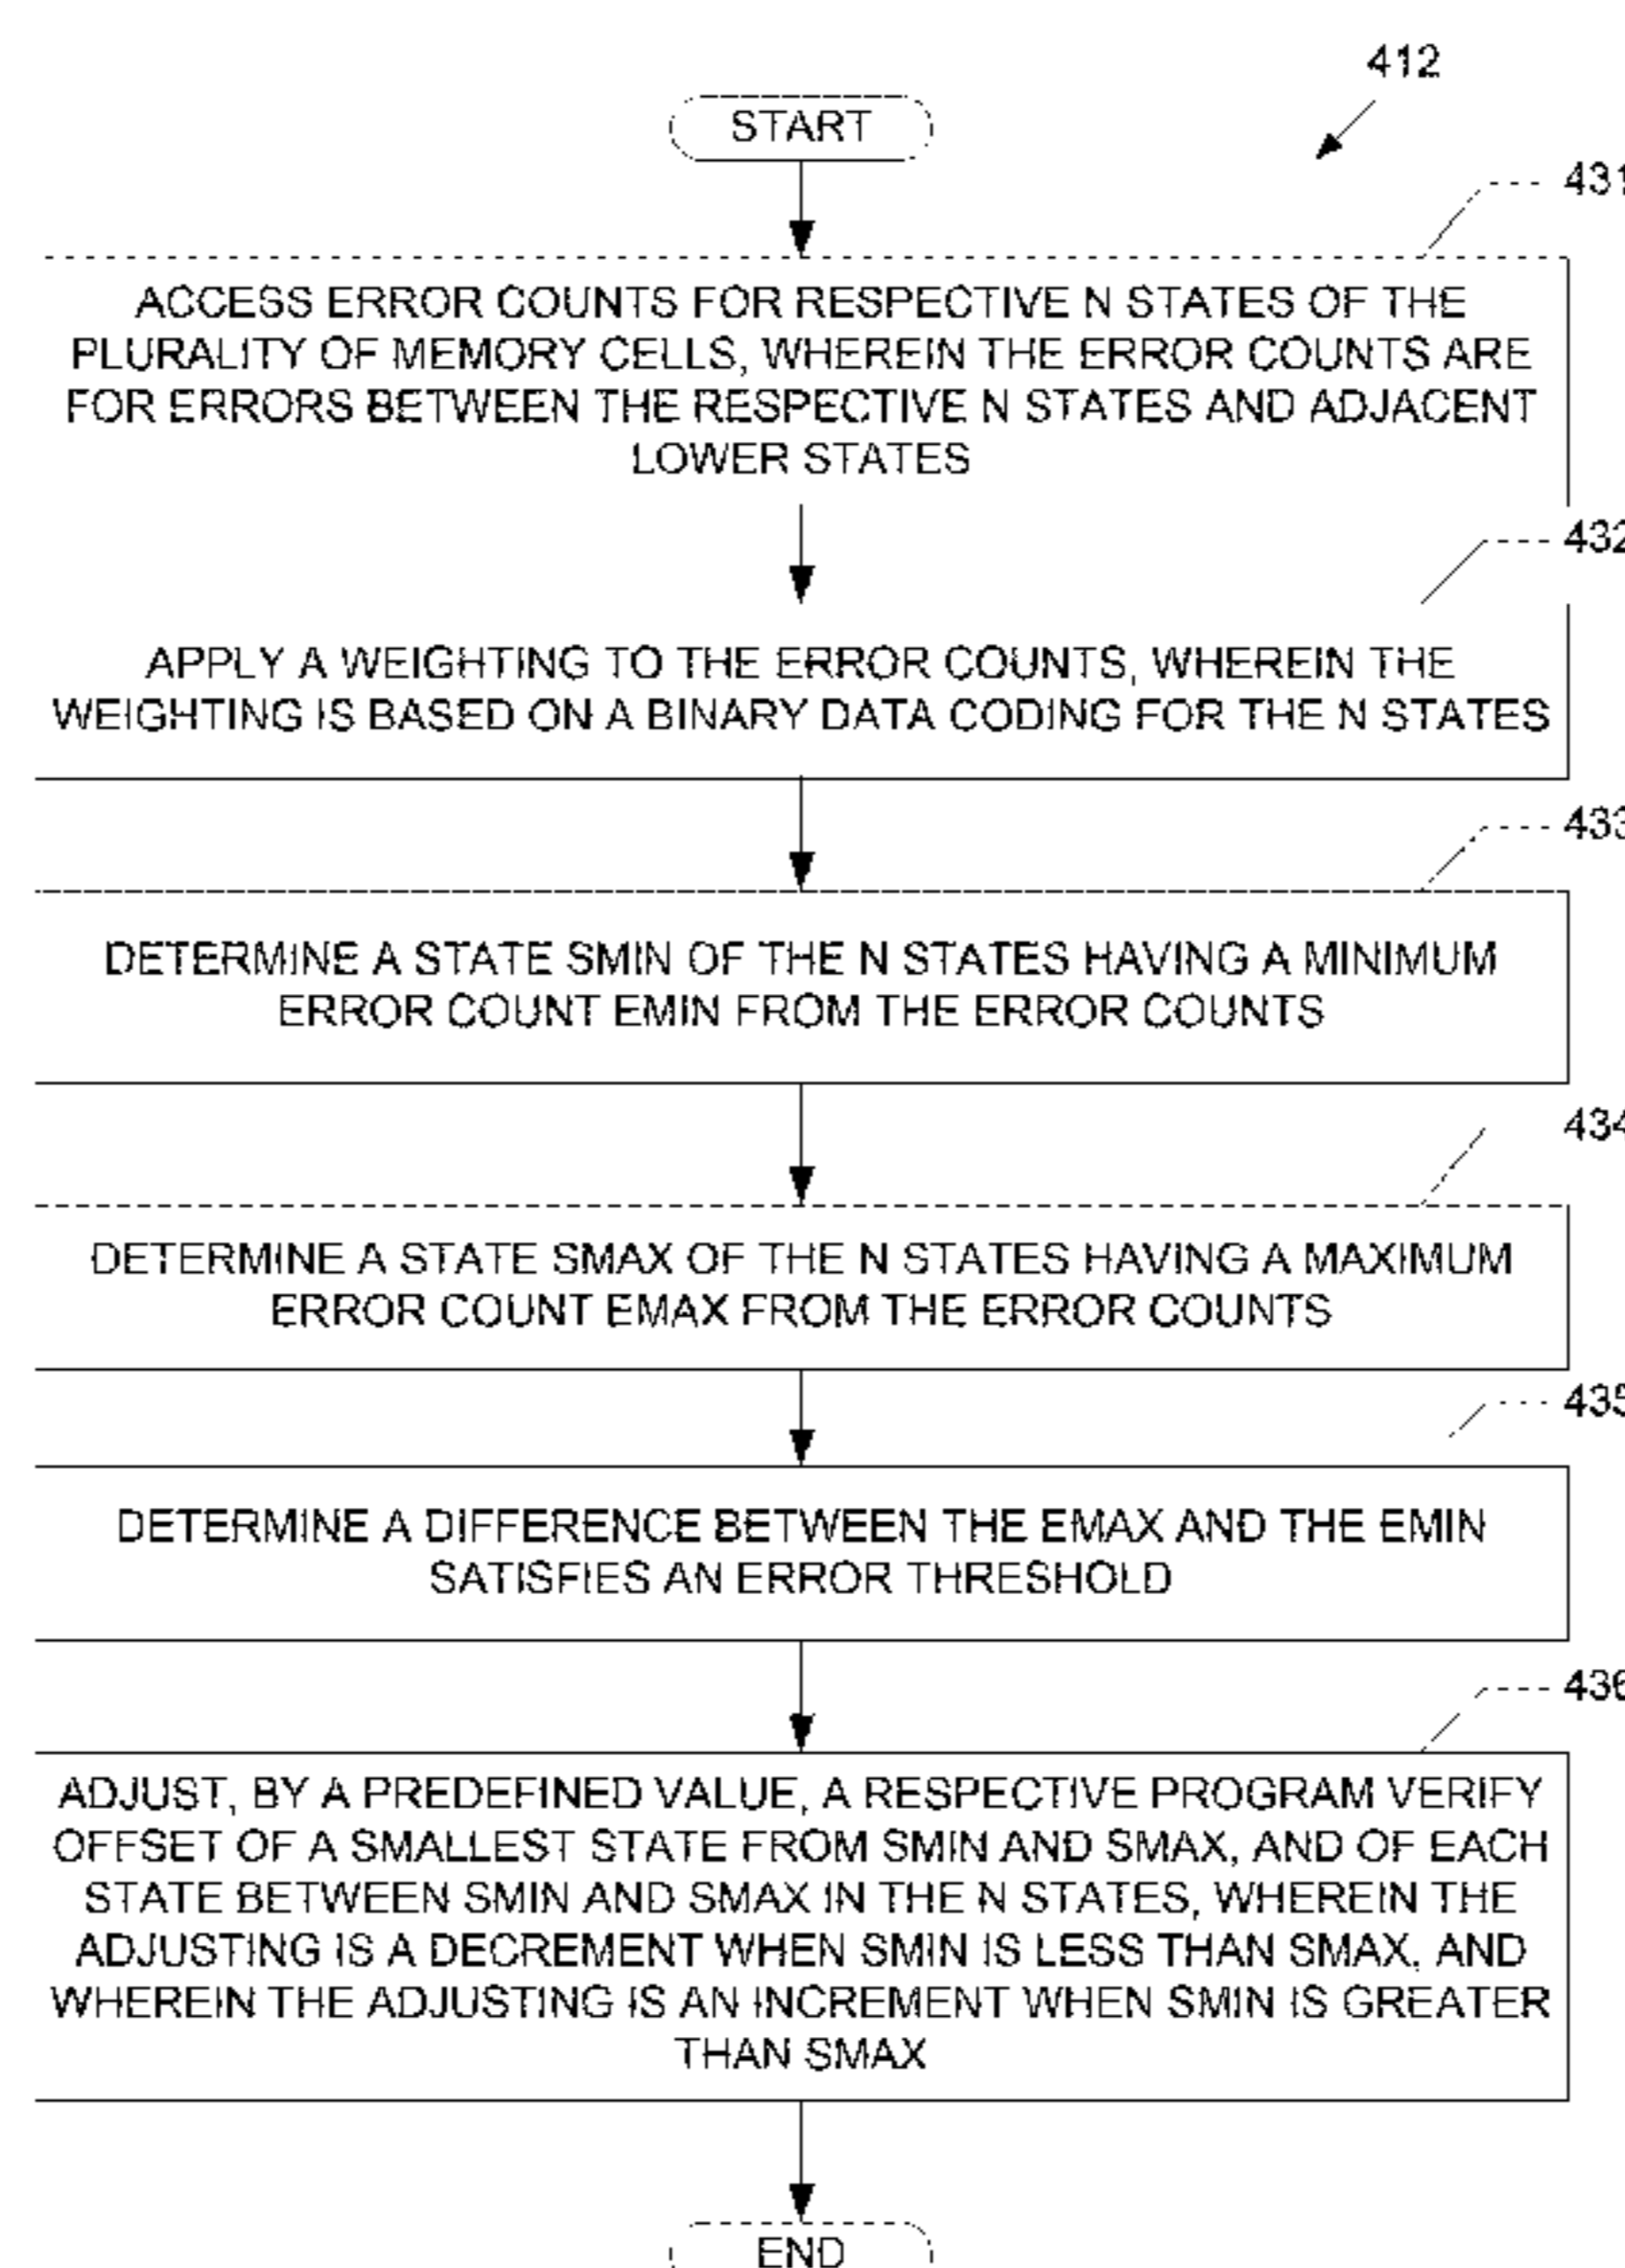 412
START
431
ACCESS ERROR COUNTS FOR RESPECTIVE N STATES OF THE
PLURALITY OF MEMORY CELLS, WHEREIN THE ERROR COUNTS ARE
FOR ERRORS BETWEEN THE RESPECTIVE N STATES AND ADJACENT
LOWER STATES
432
APPLY A WEIGHTING TO THE ERROR COUNTS, WHEREIN THE
WEIGHTING IS BASED ON A BINARY DATA CODING FOR THE N STATES
433
DETERMINE A STATE SMIN OF THE N STATES HAVING A MINIMUM
ERROR COUNT EMIN FROM THE ERROR COUNTS
434
DETERMINE A STATE SMAX OF THE N STATES HAVING A MAXIMUM
ERROR COUNT EMAX FROM THE ERROR COUNTS
435
DETERMINE A DIFFERENCE BETWEEN THE EMAX AND THE EMIN
SATISFIES AN ERROR THRESHOLD
436
ADJUST, BY A PREDEFINED VALUE, A RESPECTIVE PROGRAM VERIFY
OFFSET OF A SMALLEST STATE FROM SMIN AND SMAX, AND OF EACH
STATE BETWEEN SMIN AND SMAX IN THE N STATES, WHEREIN THE
ADJUSTING IS A DECREMENT WHEN SMIN IS LESS THAN SMAX, AND
WHEREIN THE ADJUSTING IS AN INCREMENT WHEN SMIN IS GREATER
THAN SMAX
END